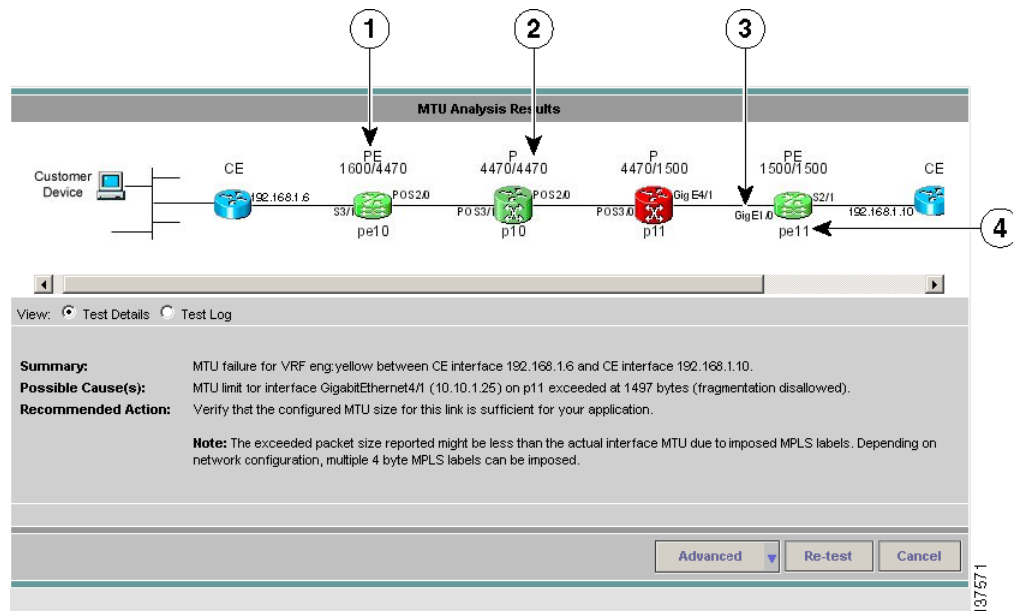 1
2
3
MTU Analysis Results
Customer
Device
CE
PE
1600/4470
P
4470/4470
P
4470/1500
PE
1500/1500
CE
192.168.1.6
S3/1
POS2/0
POS3/1
POS2/0
POS3/0
GigE4/1
GigE1/0
S2/1
192.168.1.10
pe10
p10
p11
pe11
4
View: Test Details Test Log
Summary: MTU failure for VRF eng:yellow between CE interface 192.168.1.6 and CE interface 192.168.1.10.
Possible Cause(s): MTU limit for interface GigabitEthernet4/1 (10.10.1.25) on p11 exceeded at 1497 bytes (fragmentation disallowed).
Recommended Action: Verify that the configured MTU size for this link is sufficient for your application.
Note: The exceeded packet size reported might be less than the actual interface MTU due to imposed MPLS labels. Depending on
network configuration, multiple 4 byte MPLS labels can be imposed.
Advanced Re-test Cancel
137571